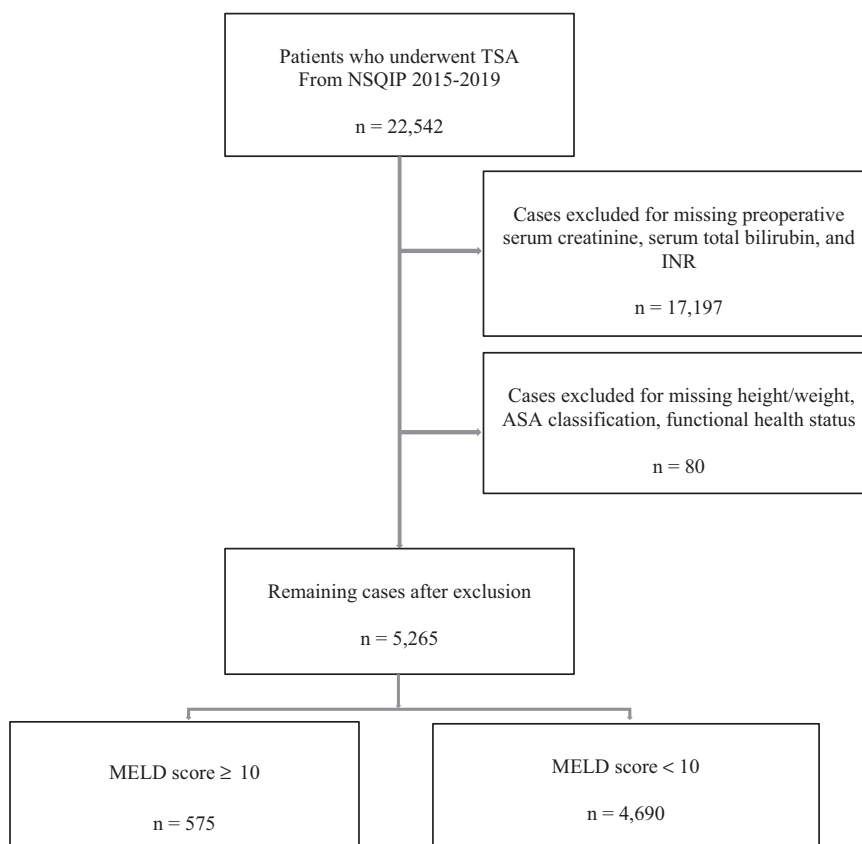 Patients who underwent TSA
From NSQIP 2015-2019
n = 22,542
Cases excluded for missing preoperative
serum creatinine, serum total bilirubin, and
INR
n = 17,197
Cases excluded for missing height/weight,
ASA classification, functional health status
n = 80
Remaining cases after exclusion
n = 5,265
MELD score ≥ 10
n = 575
MELD score < 10
n = 4,690